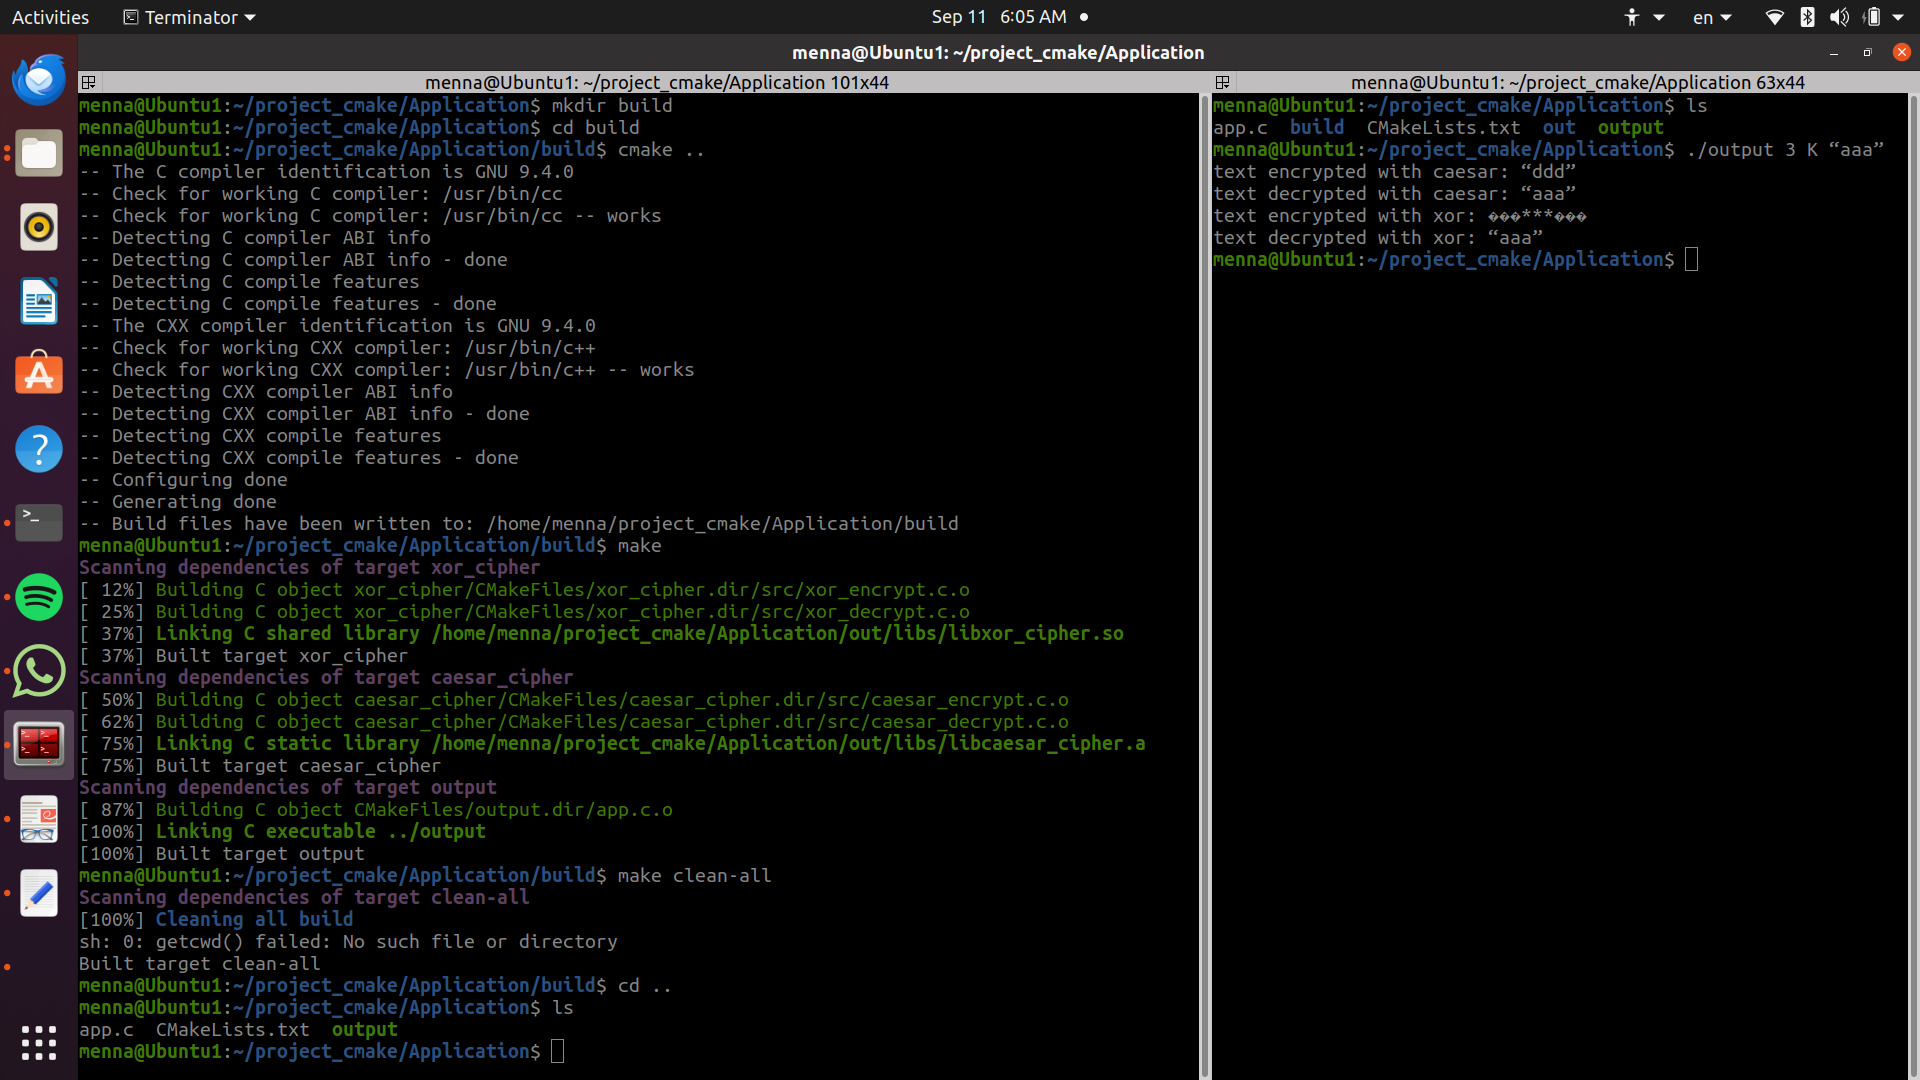 Activities Terminator Sep 11 6:05 AM en
menna@Ubuntu1: ~/project_cmake/Application
menna@Ubuntu1: ~/project_cmake/Application 101x44
menna@Ubuntu1:~/project_cmake/Application$ mkdir build
menna@Ubuntu1:~/project_cmake/Application$ cd build
menna@Ubuntu1:~/project_cmake/Application/build$ cmake ..
-- The C compiler identification is GNU 9.4.0
-- Check for working C compiler: /usr/bin/cc
-- Check for working C compiler: /usr/bin/cc -- works
-- Detecting C compiler ABI info
-- Detecting C compiler ABI info - done
-- Detecting C compile features
-- Detecting C compile features - done
-- The CXX compiler identification is GNU 9.4.0
-- Check for working CXX compiler: /usr/bin/c++
-- Check for working CXX compiler: /usr/bin/c++ -- works
-- Detecting CXX compiler ABI info
-- Detecting CXX compiler ABI info - done
-- Detecting CXX compile features
-- Detecting CXX compile features - done
-- Configuring done
-- Generating done
-- Build files have been written to: /home/menna/project_cmake/Application/build
menna@Ubuntu1:~/project_cmake/Application/build$ make
Scanning dependencies of target xor_cipher
[ 12%] Building C object xor_cipher/CMakeFiles/xor_cipher.dir/src/xor_encrypt.c.o
[ 25%] Building C object xor_cipher/CMakeFiles/xor_cipher.dir/src/xor_decrypt.c.o
[ 37%] Linking C shared library /home/menna/project_cmake/Application/out/libs/libxor_cipher.so
[ 37%] Built target xor_cipher
Scanning dependencies of target caesar_cipher
[ 50%] Building C object caesar_cipher/CMakeFiles/caesar_cipher.dir/src/caesar_encrypt.c.o
[ 62%] Building C object caesar_cipher/CMakeFiles/caesar_cipher.dir/src/caesar_decrypt.c.o
[ 75%] Linking C static library /home/menna/project_cmake/Application/out/libs/libcaesar_cipher.a
[ 75%] Built target caesar_cipher
Scanning dependencies of target output
[ 87%] Building C object CMakeFiles/output.dir/app.c.o
[100%] Linking C executable ../output
[100%] Built target output
menna@Ubuntu1:~/project_cmake/Application/build$ make clean-all
Scanning dependencies of target clean-all
[100%] Cleaning all build
sh: 0: getcwd() failed: No such file or directory
Built target clean-all
menna@Ubuntu1:~/project_cmake/Application/build$ cd ..
menna@Ubuntu1:~/project_cmake/Application$ ls
app.c CMakeLists.txt output
menna@Ubuntu1:~/project_cmake/Application$
menna@Ubuntu1: ~/project_cmake/Application 63x44
menna@Ubuntu1:~/project_cmake/Application$ ls
app.c build CMakeLists.txt out output
menna@Ubuntu1:~/project_cmake/Application$ ./output 3 K “aaa”
text encrypted with caesar: “ddd”
text decrypted with caesar: “aaa”
text encrypted with xor: ���***���
text decrypted with xor: “aaa”
menna@Ubuntu1:~/project_cmake/Application$